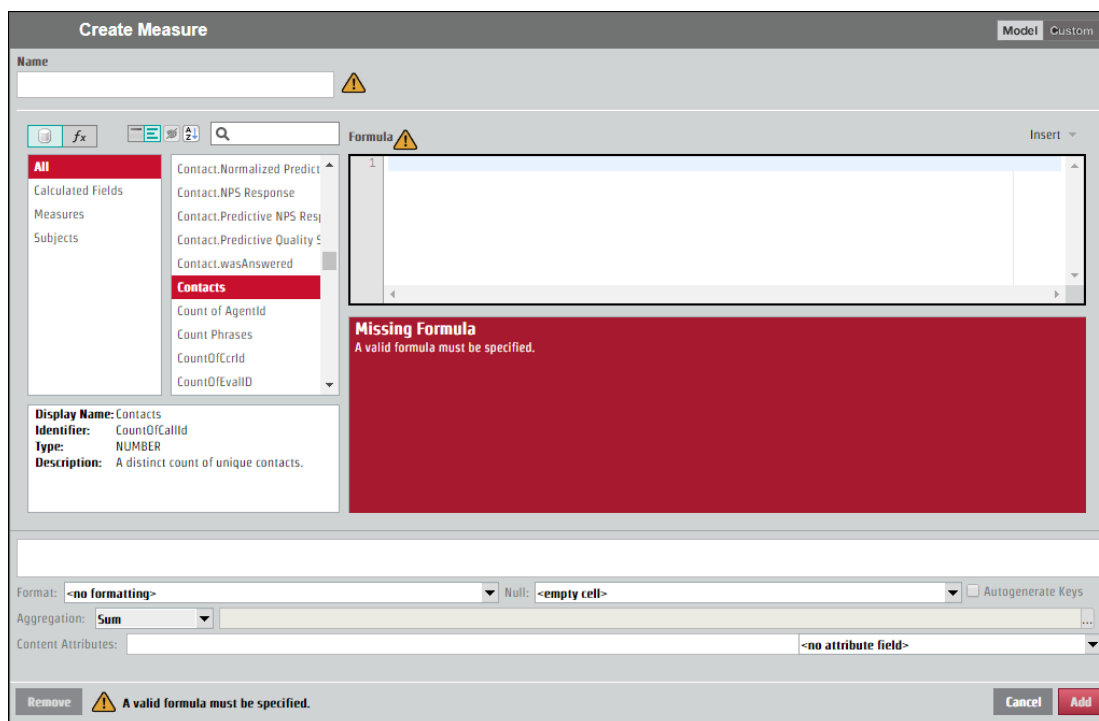 Create Measure
Model Custom
Name
fx
Formula
Insert
All
Calculated Fields
Measures
Subjects
Contact.Normalized Predict
Contact.NPS Response
Contact.Predictive NPS Resp
Contact.Predictive Quality S
Contact.wasAnswered
Contacts
Count of AgentId
Count Phrases
CountOfCcrId
CountOfEvalID
1
Missing Formula
A valid formula must be specified.
Display Name: Contacts
Identifier: CountOfCallId
Type: NUMBER
Description: A distinct count of unique contacts.
Format: <no formatting> Null: <empty cell> Autogenerate Keys
Aggregation: Sum ...
Content Attributes: <no attribute field>
Remove A valid formula must be specified. Cancel Add